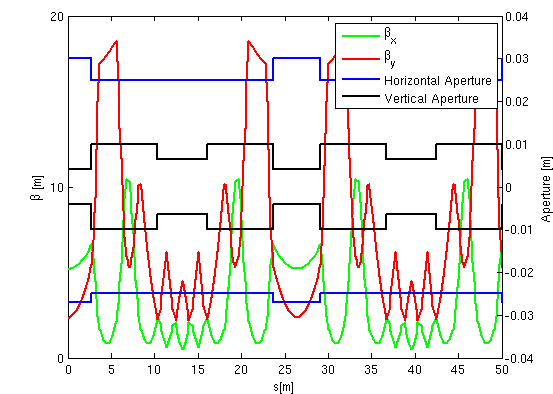 20
10
0
β [m]
0.04
0.03
0.02
0.01
0
-0.01
-0.02
-0.03
-0.04
Aperture [m]
βx
βy
Horizontal Aperture
Vertical Aperture
0 5 10 15 20 25 30 35 40 45 50
s[m]